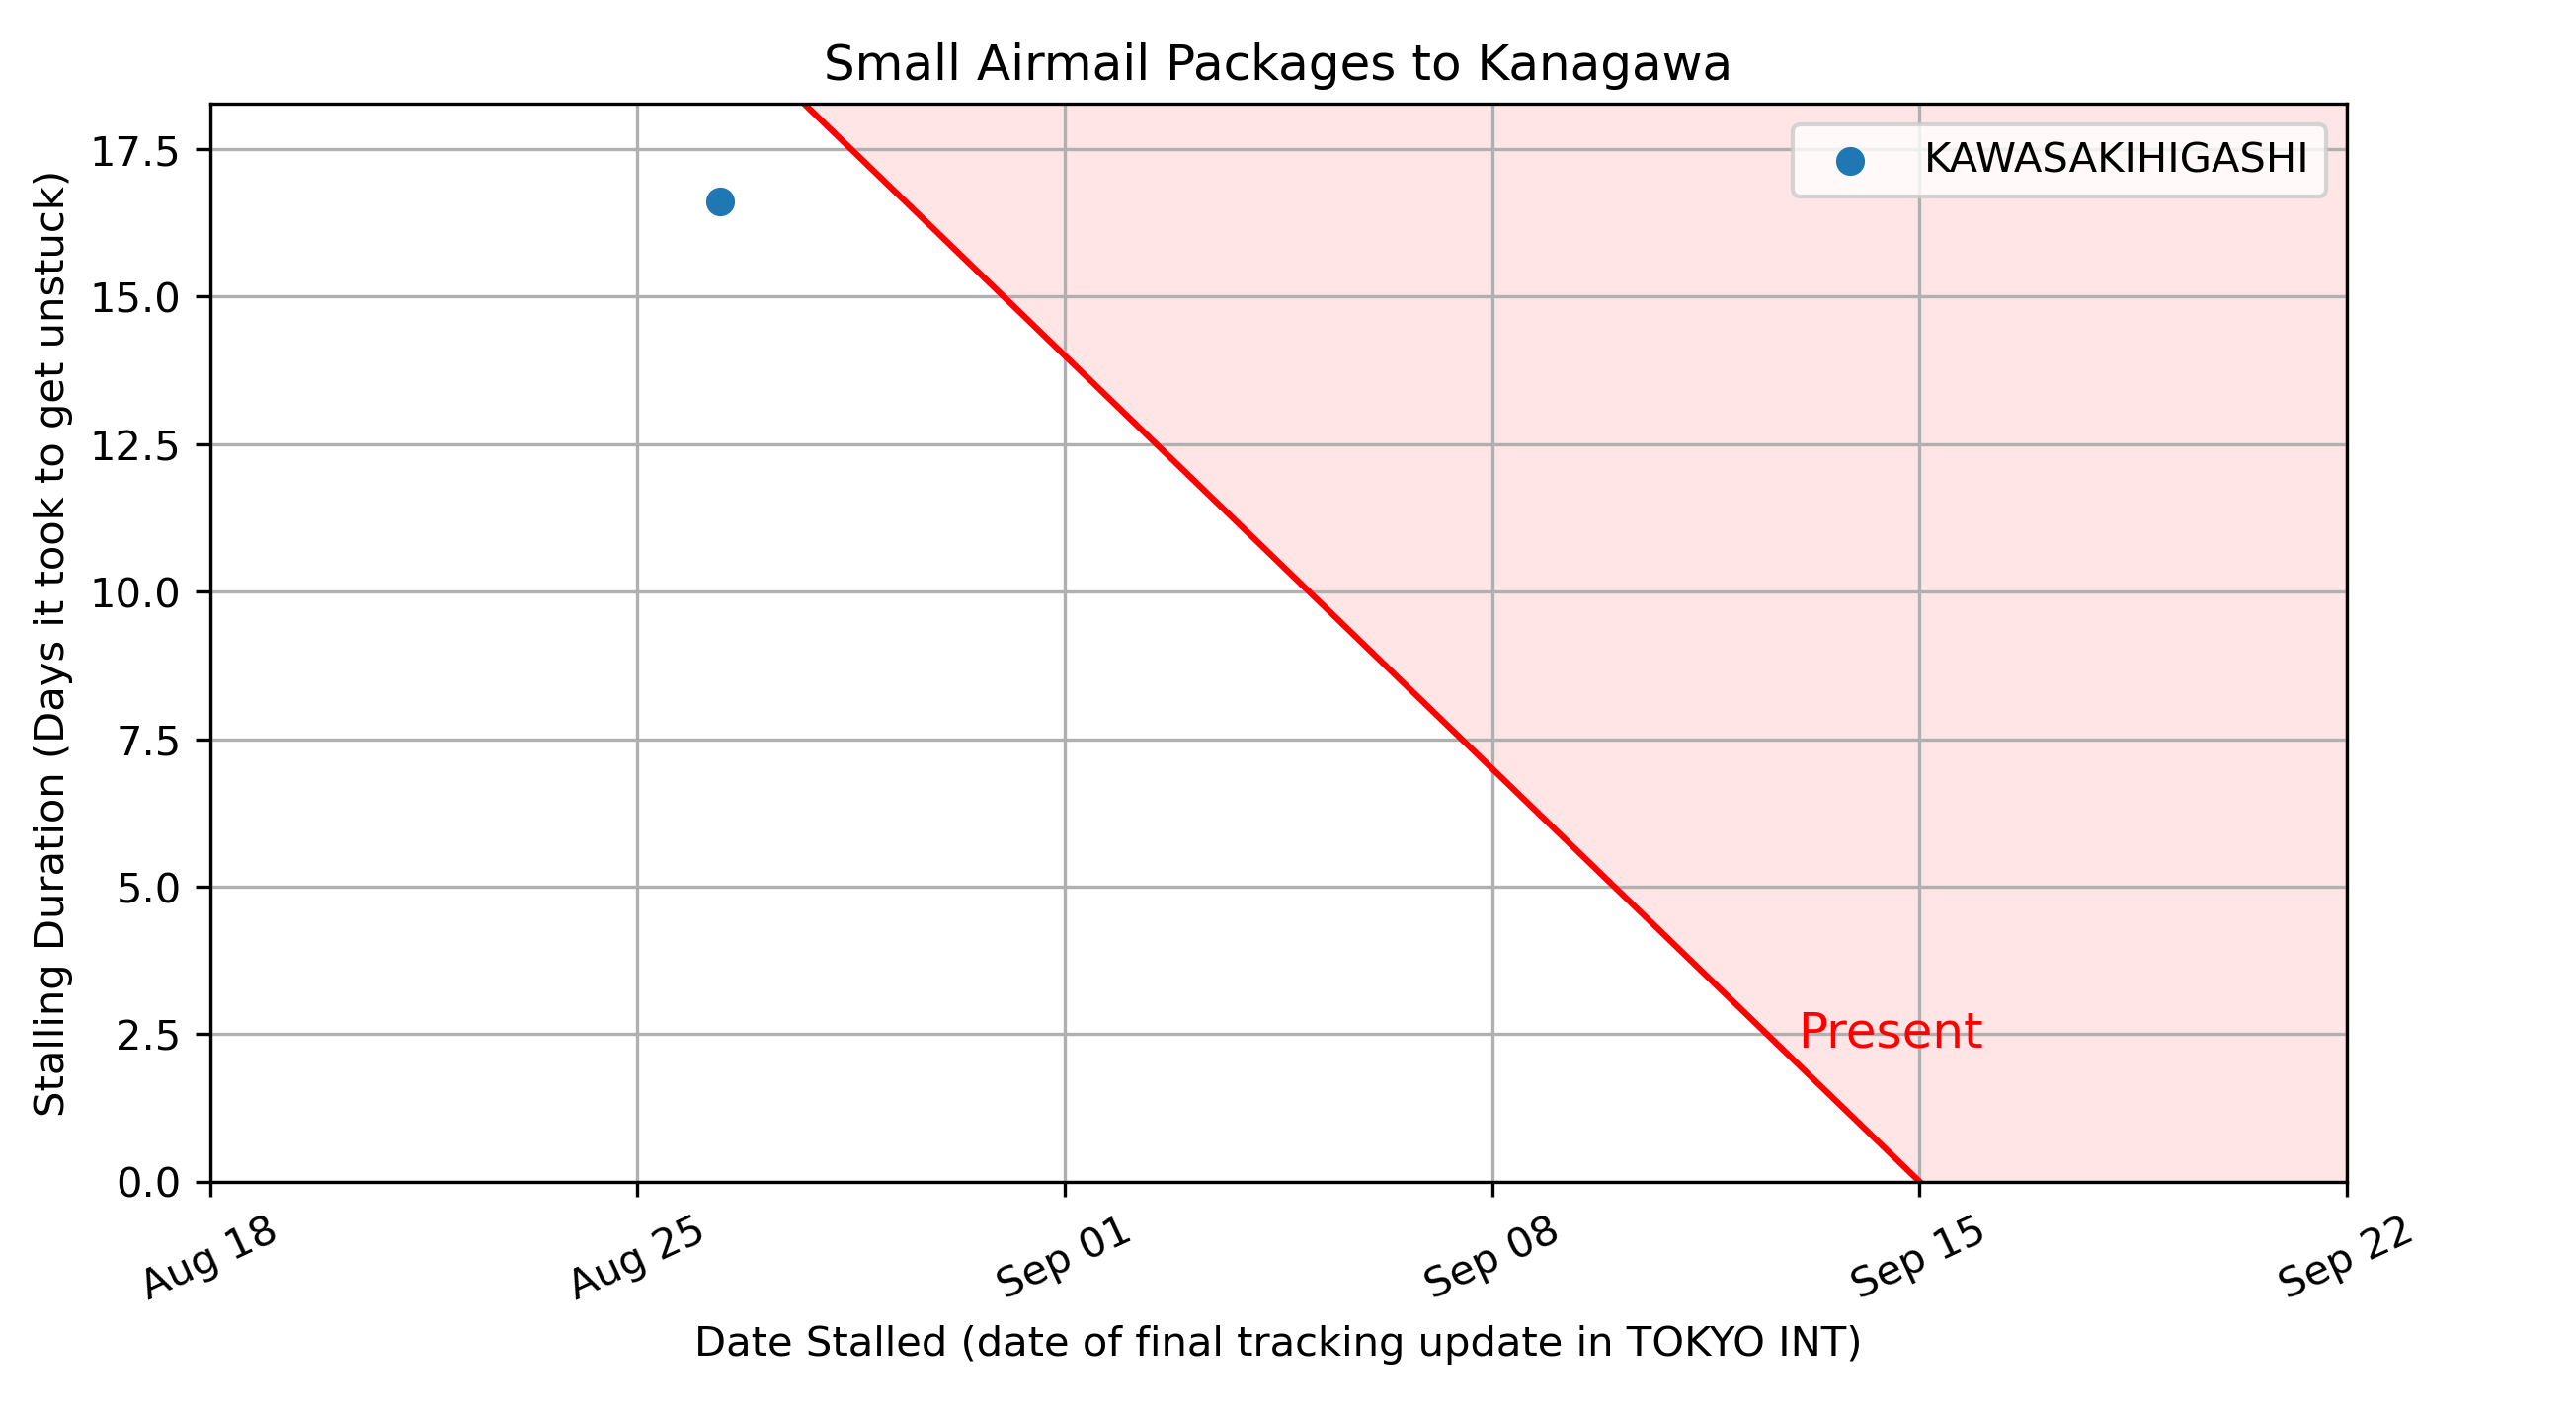 Small Airmail Packages to Kanagawa
KAWASAKIHIGASHI
Stalling Duration (Days it took to get unstuck)
17.5
15.0
12.5
10.0
7.5
5.0
2.5
0.0
Present
Aug 18
Aug 25
Sep 01
Sep 08
Sep 15
Sep 22
Date Stalled (date of final tracking update in TOKYO INT)